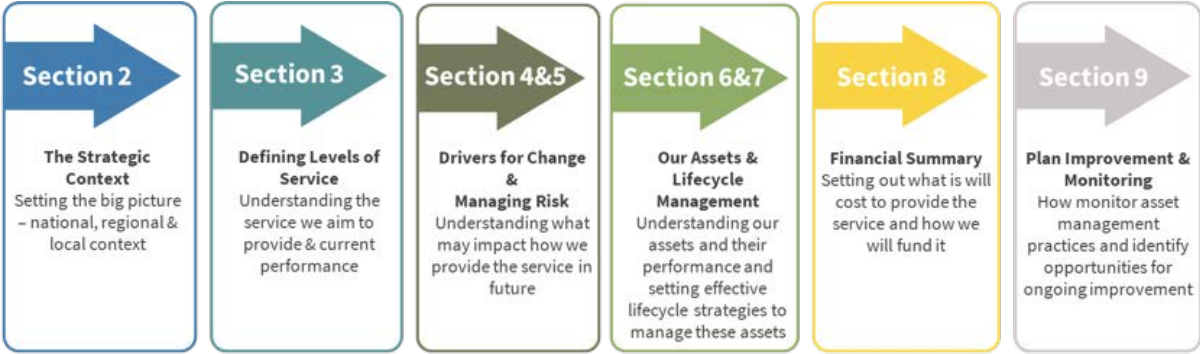 Section 2
The Strategic
Context
Setting the big picture
– national, regional &
local context
Section 3
Defining Levels of
Service
Understanding the
service we aim to
provide & current
performance
Section 4&5
Drivers for Change
&
Managing Risk
Understanding what
may impact how we
provide the service in
future
Section 6&7
Our Assets &
Lifecycle
Management
Understanding our
assets and their
performance and
setting effective
lifecycle strategies to
manage these assets
Section 8
Financial Summary
Setting out what is will
cost to provide the
service and how we
will fund it
Section 9
Plan Improvement &
Monitoring
How monitor asset
management
practices and identify
opportunities for
ongoing improvement